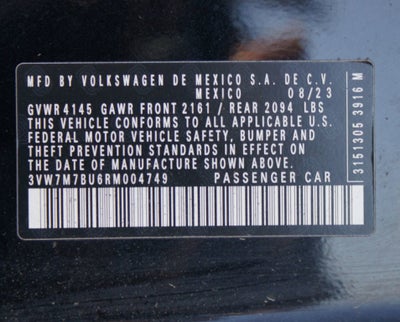 MFD BY VOLKSWAGEN DE MEXICO S.A. DE C.V.
MEXICO 08/23
GVWR 4145 GAWR FRONT 2161 / REAR 2094 LBS
THIS VEHICLE CONFORMS TO ALL APPLICABLE U.S.
FEDERAL MOTOR VEHICLE SAFETY, BUMPER AND
THEFT PREVENTION STANDARDS IN EFFECT ON
THE DATE OF MANUFACTURE SHOWN ABOVE.
3VW7M7BU6RM004749 PASSENGER CAR
3151305 3916 M